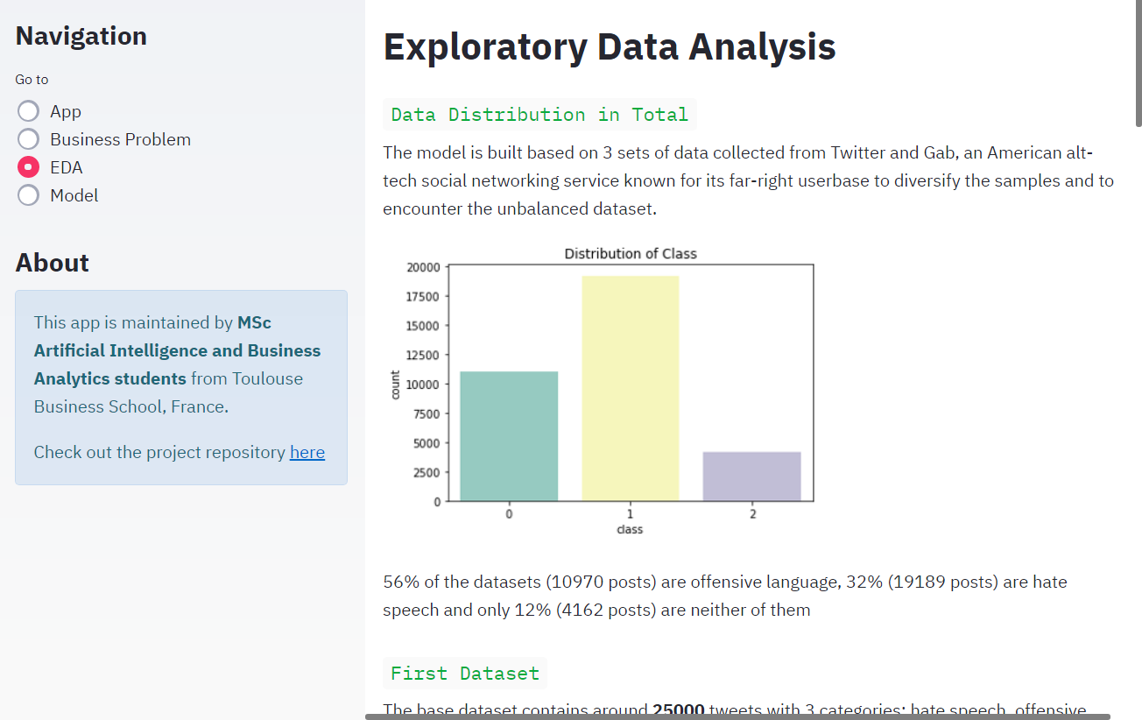 Navigation
Go to
App
Business Problem
EDA
Model
About
This app is maintained by MSc
Artificial Intelligence and Business
Analytics students from Toulouse
Business School, France.
Check out the project repository here
Exploratory Data Analysis
Data Distribution in Total
The model is built based on 3 sets of data collected from Twitter and Gab, an American alt-
tech social networking service known for its far-right userbase to diversify the samples and to
encounter the unbalanced dataset.
Distribution of Class
20000
17500
15000
12500
10000
7500
5000
2500
0
count
0 1 2
class
56% of the datasets (10970 posts) are offensive language, 32% (19189 posts) are hate
speech and only 12% (4162 posts) are neither of them
First Dataset
The base dataset contains around 25000 tweets with 3 categories: hate speech, offensive